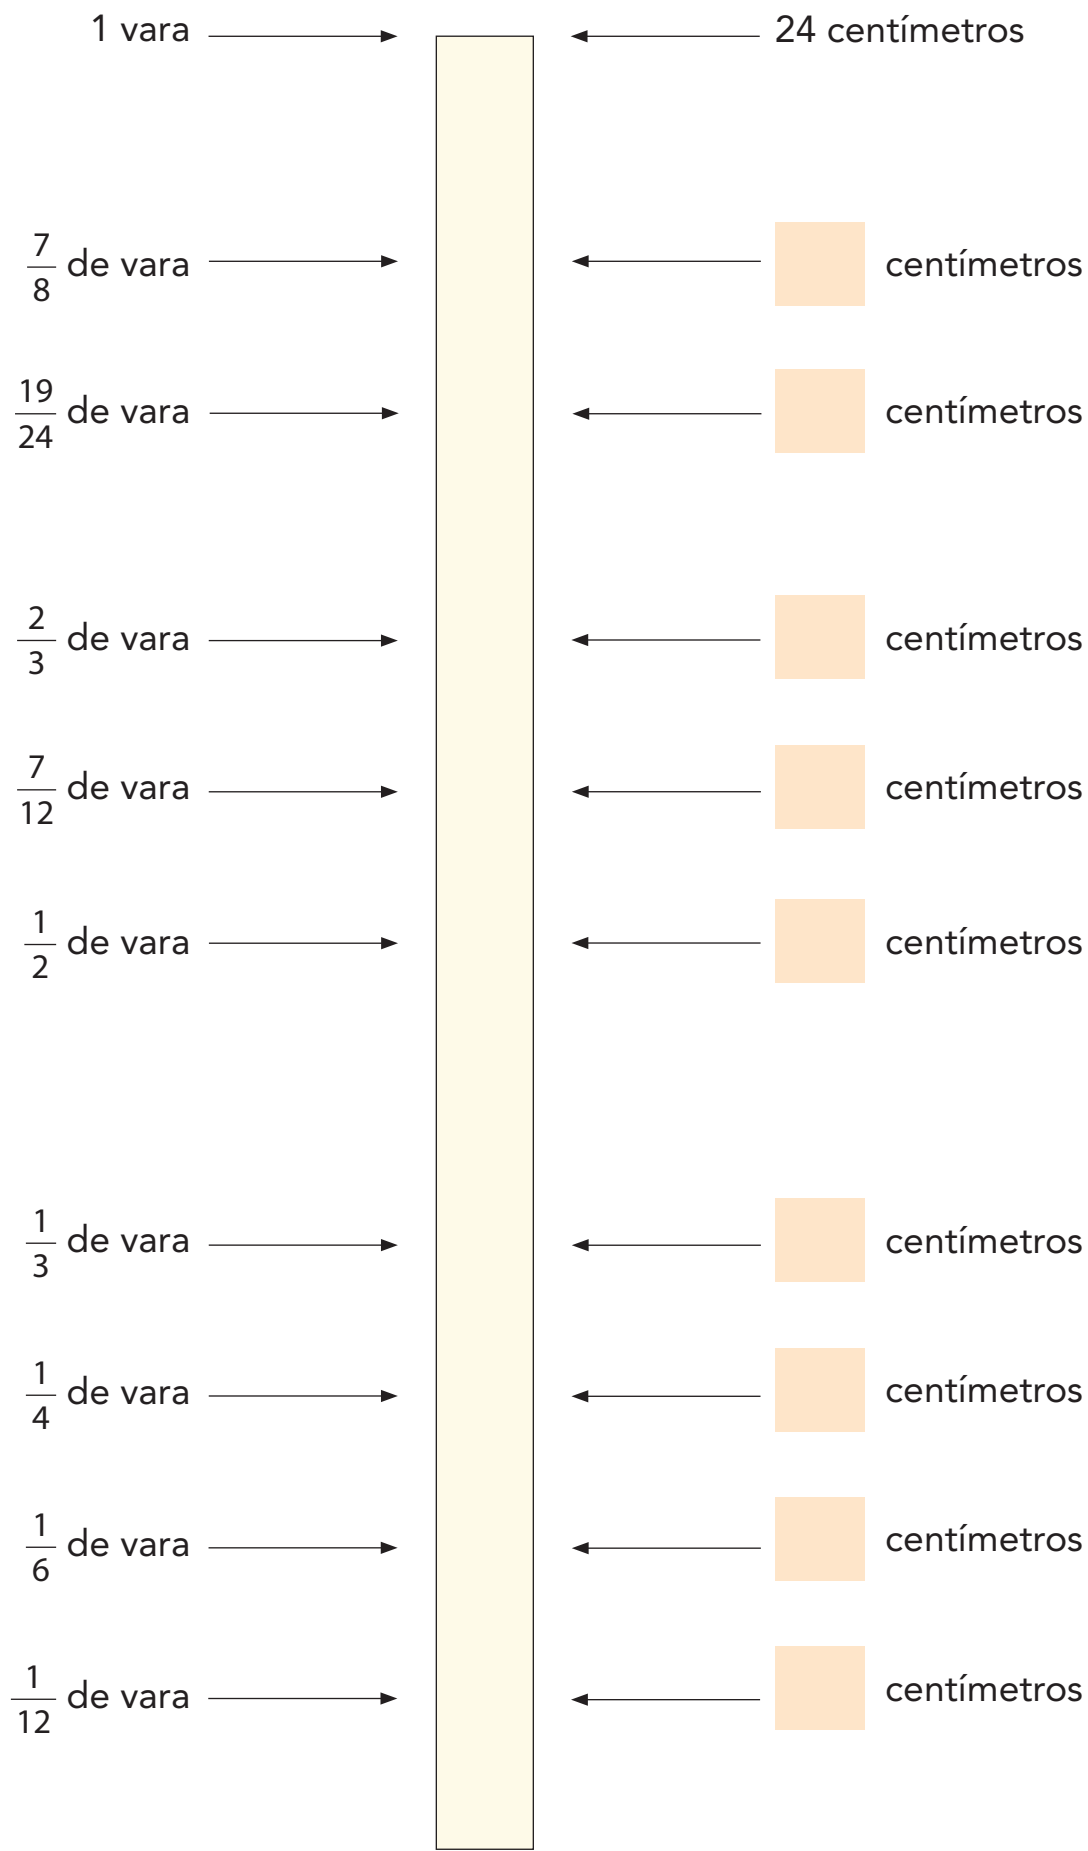 1 vara 24 centímetros
7/8 de vara centímetros
19/24 de vara centímetros
2/3 de vara centímetros
7/12 de vara centímetros
1/2 de vara centímetros
1/3 de vara centímetros
1/4 de vara centímetros
1/6 de vara centímetros
1/12 de vara centímetros